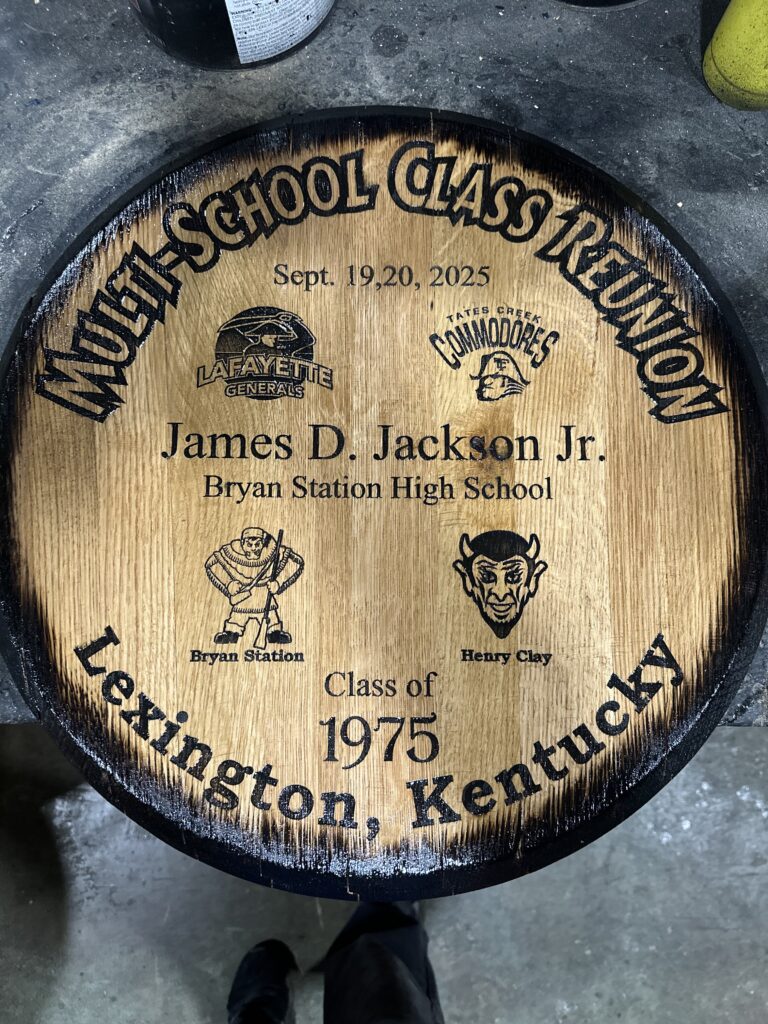 MULTI-SCHOOL CLASS REUNION
Sept. 19,20, 2025
LAFAYETTE
GENERALS
TATES CREEK
COMMODORES
James D. Jackson Jr.
Bryan Station High School
Bryan Station
Henry Clay
Class of
1975
Lexington, Kentucky